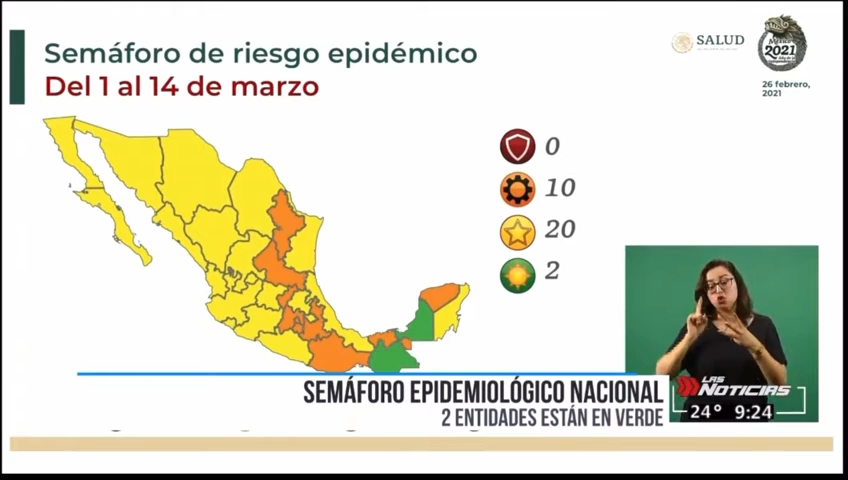 Semáforo de riesgo epidémico
Del 1 al 14 de marzo
SALUD
México
2021
26 febrero,
2021
0
10
20
2
SEMÁFORO EPIDEMIOLÓGICO NACIONAL
2 ENTIDADES ESTÁN EN VERDE
LAS
NOTICIAS
24° 9:24